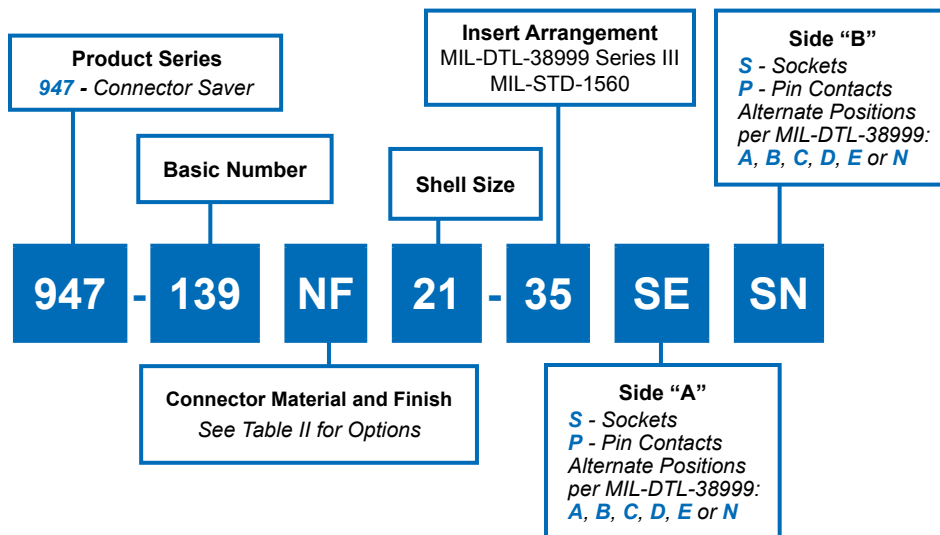 Product Series
947 - Connector Saver
Basic Number
Insert Arrangement
MIL-DTL-38999 Series III
MIL-STD-1560
Shell Size
Side “B”
S - Sockets
P - Pin Contacts
Alternate Positions
per MIL-DTL-38999:
A, B, C, D, E or N
947 - 139 NF 21 - 35 SE SN
Connector Material and Finish
See Table II for Options
Side “A”
S - Sockets
P - Pin Contacts
Alternate Positions
per MIL-DTL-38999:
A, B, C, D, E or N